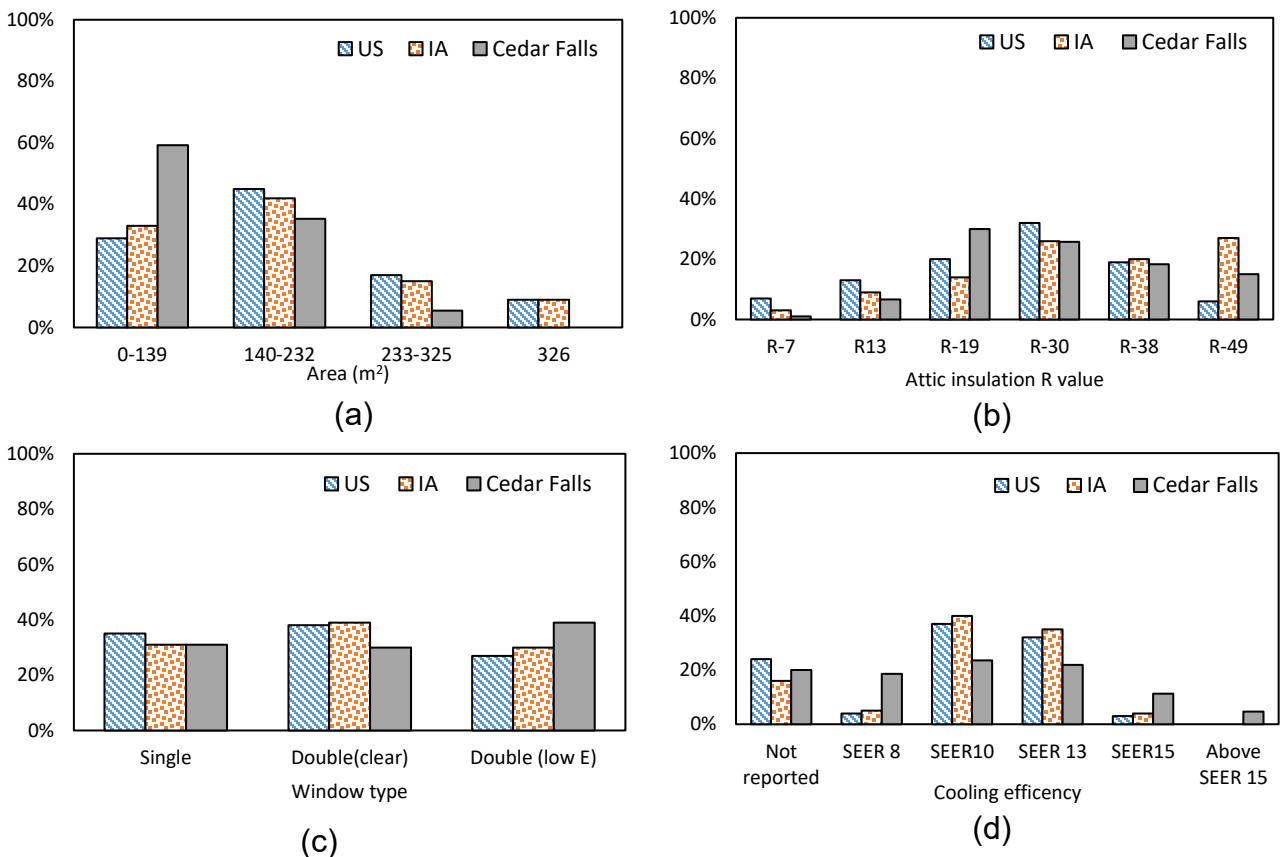 100%
80%
60%
40%
20%
0%
US IA Cedar Falls
0-139 140-232 233-325 326
Area (m²)
(a)
100%
80%
60%
40%
20%
0%
US IA Cedar Falls
R-7 R13 R-19 R-30 R-38 R-49
Attic insulation R value
(b)
100%
80%
60%
40%
20%
0%
US IA Cedar Falls
Single Double(clear) Double (low E)
Window type
(c)
100%
80%
60%
40%
20%
0%
US IA Cedar Falls
Not SEER 8 SEER10 SEER 13 SEER15 Above
reported SEER 15
Cooling efficency
(d)